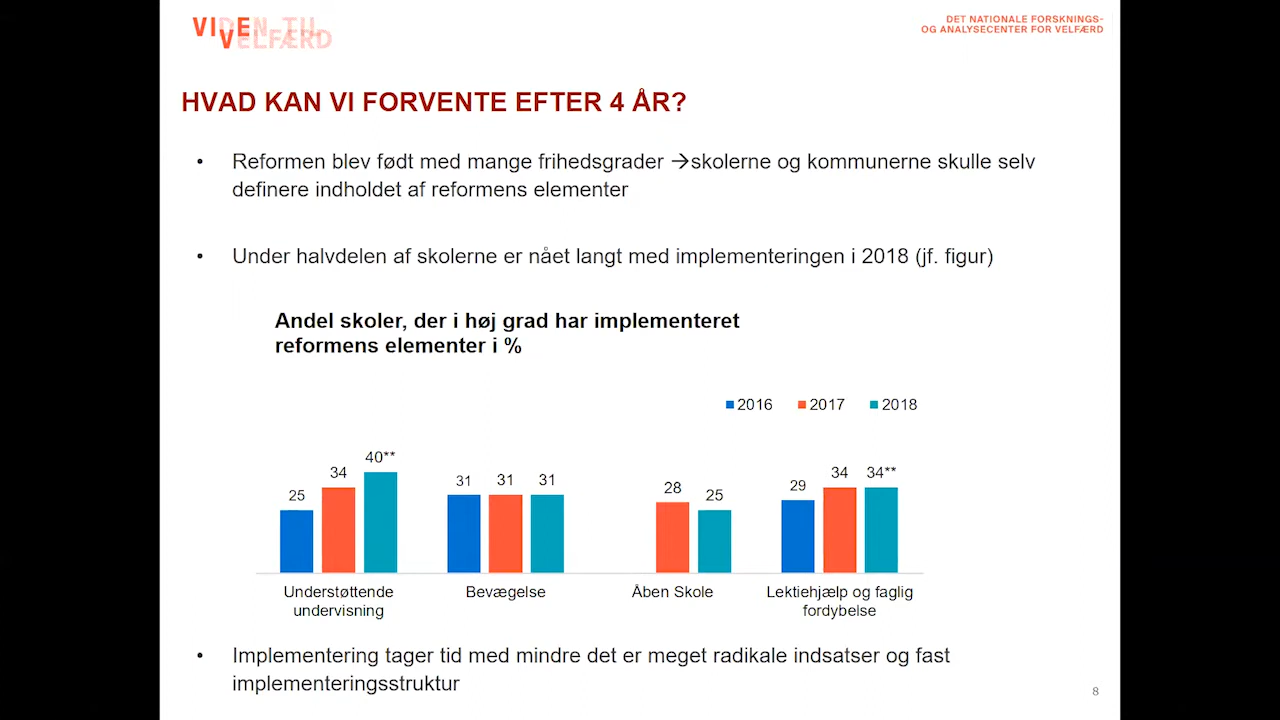 VIDEN TIL
VELFÆRD
DET NATIONALE FORSKNINGS-
OG ANALYSECENTER FOR VELFÆRD
HVAD KAN VI FORVENTE EFTER 4 ÅR?
• Reformen blev født med mange frihedsgrader →skolerne og kommunerne skulle selv
definere indholdet af reformens elementer
• Under halvdelen af skolerne er nået langt med implementeringen i 2018 (jf. figur)
Andel skoler, der i høj grad har implementeret
reformens elementer i %
2016 2017 2018
25 34 40** 31 31 31 28 25 29 34 34**
Understøttende
undervisning
Bevægelse
Åben Skole
Lektiehjælp og faglig
fordybelse
• Implementering tager tid med mindre det er meget radikale indsatser og fast
implementeringsstruktur
8